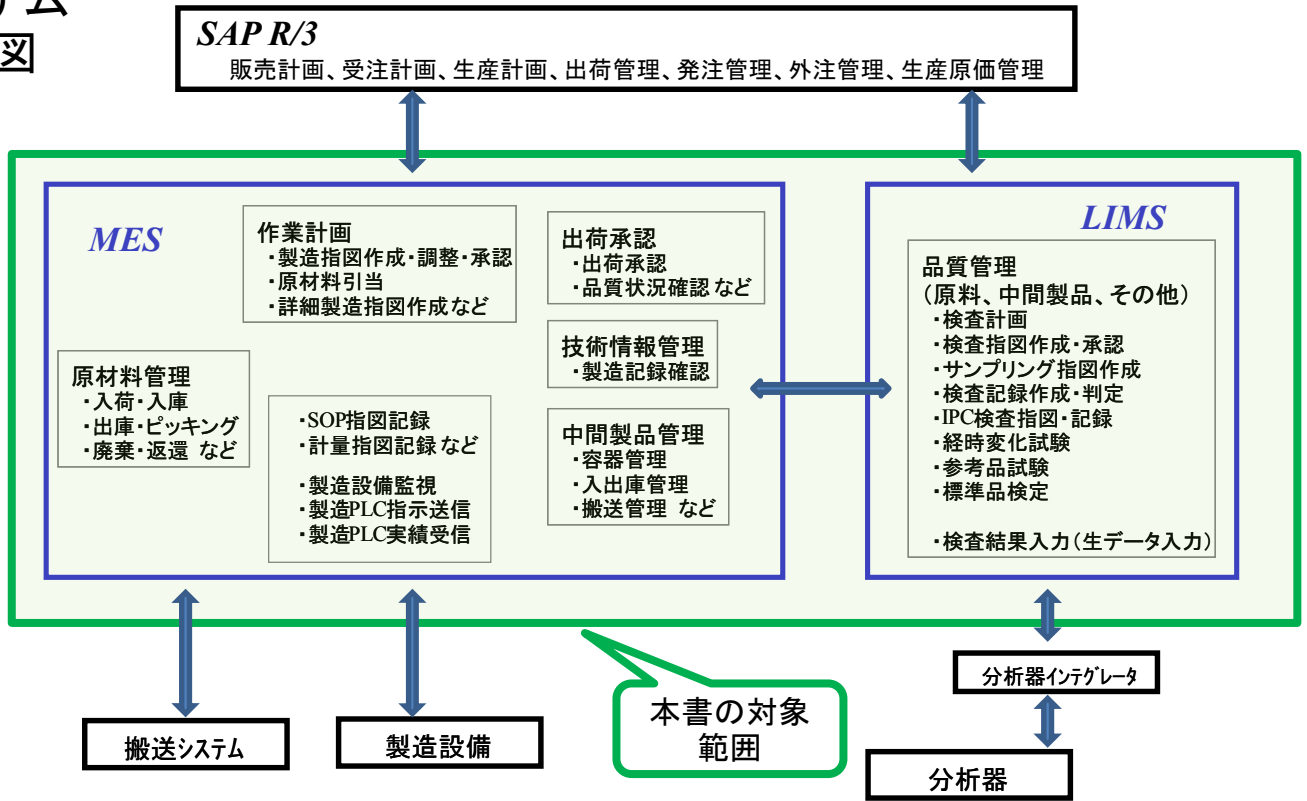 テム
図
SAP R/3
販売計画、受注計画、生産計画、出荷管理、発注管理、外注管理、生産原価管理
MES
作業計画
・製造指図作成・調整・承認
・原材料引当
・詳細製造指図作成など
出荷承認
・出荷承認
・品質状況確認 など
技術情報管理
・製造記録確認
原材料管理
・入荷・入庫
・出庫・ピッキング
・廃棄・返還 など
・SOP指図記録
・計量指図記録 など
・製造設備監視
・製造PLC指示送信
・製造PLC実績受信
中間製品管理
・容器管理
・入出庫管理
・搬送管理 など
LIMS
品質管理
(原料、中間製品、その他)
・検査計画
・検査指図作成・承認
・サンプリング指図作成
・検査記録作成・判定
・IPC検査指図・記録
・経時変化試験
・参考品試験
・標準品検定
・検査結果入力(生データ入力)
搬送システム
製造設備
本書の対象
範囲
分析器インテグレータ
分析器